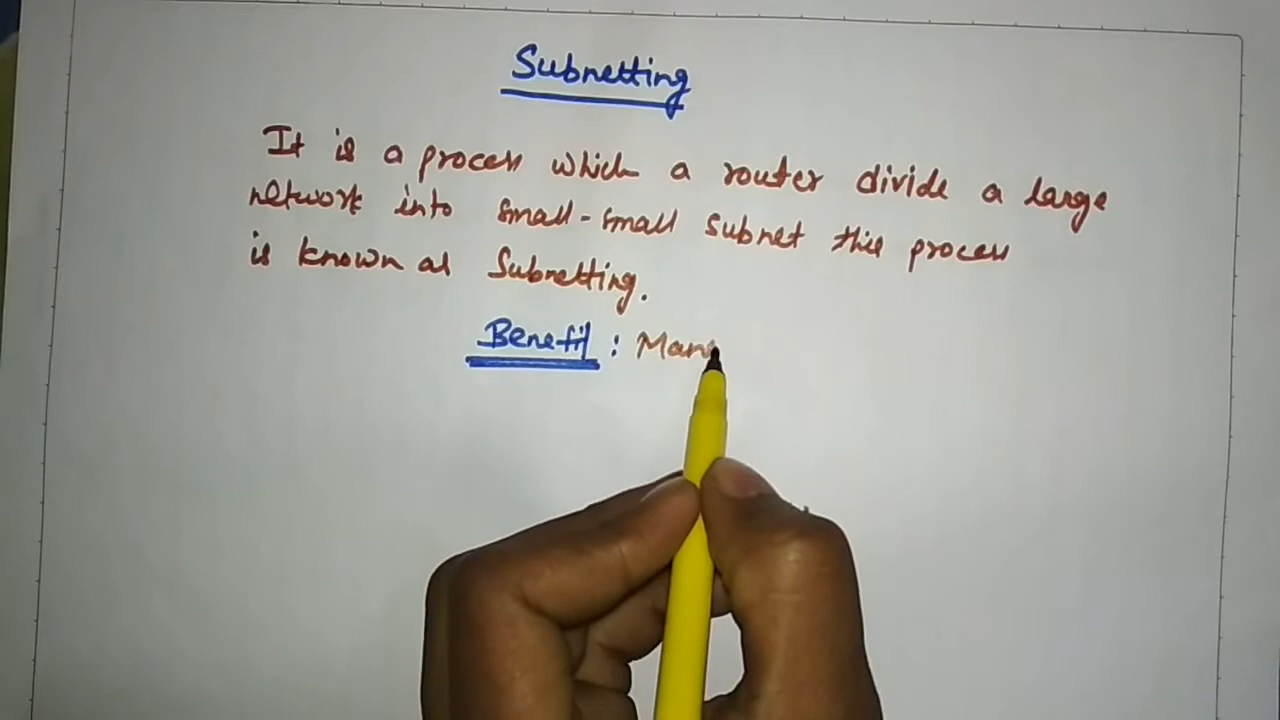 Subnetting
It is a process which a router divide a large
network into small-small subnet this process
is known as Subnetting.
Benefit : Mana